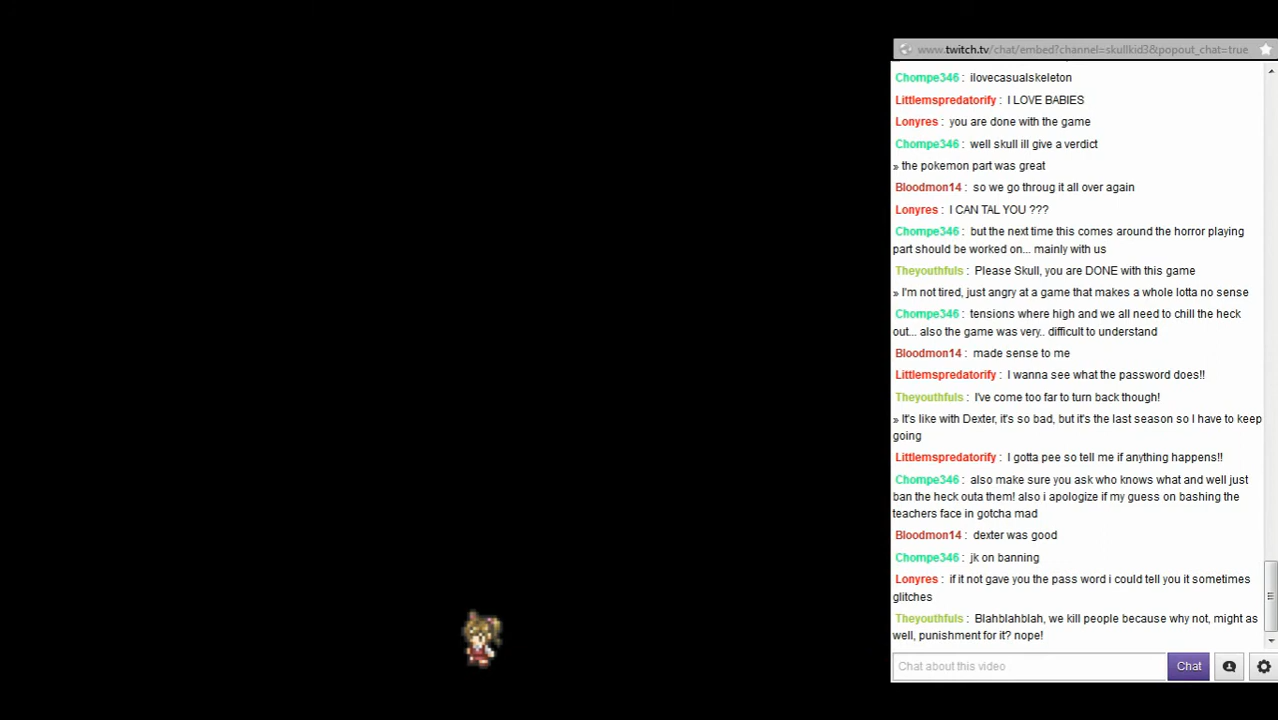 www.twitch.tv/chat/embed?channel=skullkid3&popout_chat=true
Chompe346 : ilovecasualskeleton
Littlemspredatorify : I LOVE BABIES
Lonyres : you are done with the game
Chompe346 : well skull ill give a verdict
» the pokemon part was great
Bloodmon14 : so we go throug it all over again
Lonyres : I CAN TAL YOU ???
Chompe346 : but the next time this comes around the horror playing
part should be worked on... mainly with us
Theyouthfuls : Please Skull, you are DONE with this game
» I'm not tired, just angry at a game that makes a whole lotta no sense
Chompe346 : tensions where high and we all need to chill the heck
out... also the game was very.. difficult to understand
Bloodmon14 : made sense to me
Littlemspredatorify : I wanna see what the password does!!
Theyouthfuls : I've come too far to turn back though!
» It's like with Dexter, it's so bad, but it's the last season so I have to keep
going
Littlemspredatorify : I gotta pee so tell me if anything happens!!
Chompe346 : also make sure you ask who knows what and well just
ban the heck outa them! also i apologize if my guess on bashing the
teachers face in gotcha mad
Bloodmon14 : dexter was good
Chompe346 : jk on banning
Lonyres : if it not gave you the pass word i could tell you it sometimes
glitches
Theyouthfuls : Blahblahblah, we kill people because why not, might as
well, punishment for it? nope!
Chat about this video
Chat